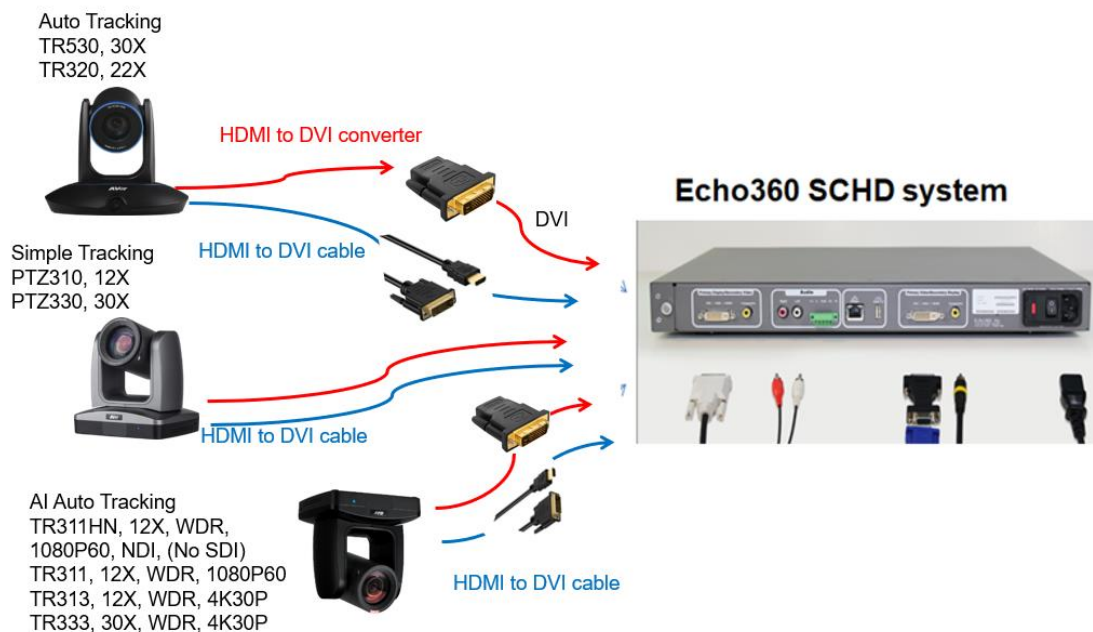 Auto Tracking
TR530, 30X
TR320, 22X
HDMI to DVI converter
AVer
DVI
HDMI to DVI cable
Echo360 SCHD system
Simple Tracking
PTZ310, 12X
PTZ330, 30X
Audio
HDMI to DVI cable
AI Auto Tracking
TR311HN, 12X, WDR,
1080P60, NDI, (No SDI)
TR311, 12X, WDR, 1080P60
TR313, 12X, WDR, 4K30P
TR333, 30X, WDR, 4K30P
HDMI to DVI cable